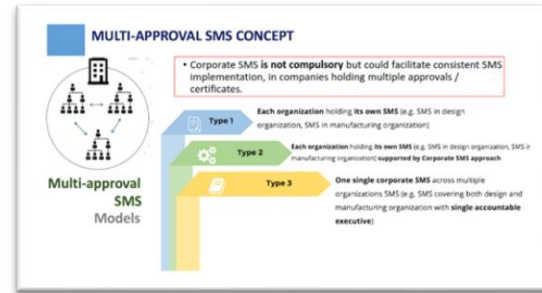 MULTI-APPROVAL SMS CONCEPT
• Corporate SMS is not compulsory but could facilitate consistent SMS
implementation, in companies holding multiple approvals /
certificates.
Type 1
Each organization holding its own SMS (e.g. SMS in design
organization, SMS in manufacturing organization)
Type 2
Each organization holding its own SMS (e.g. SMS in design organization, SMS in
manufacturing organization) supported by Corporate SMS approach
Type 3
One single corporate SMS across multiple
organizations SMS (e.g. SMS covering both design and
manufacturing organization with single accountable
executive)
Multi-approval
SMS
Models